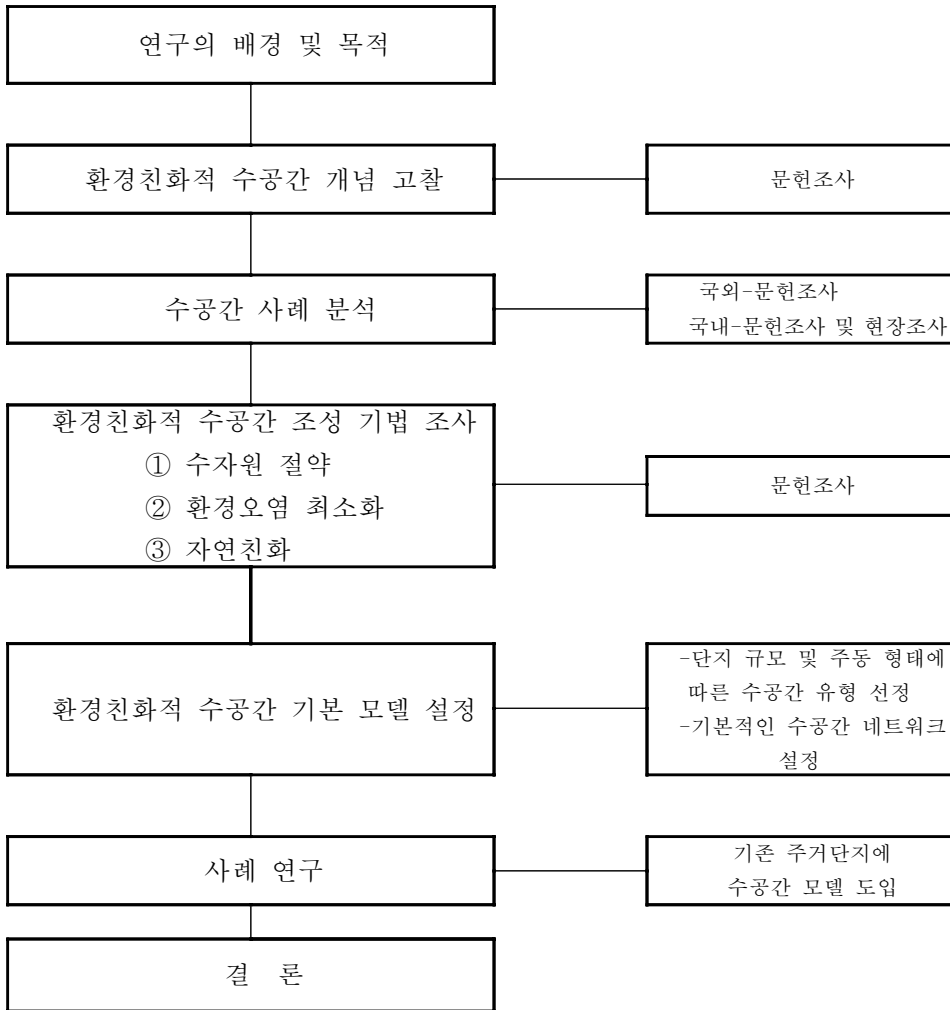 연구의 배경 및 목적
환경친화적 수공간 개념 고찰
문헌조사
수공간 사례 분석
국외-문헌조사
국내-문헌조사 및 현장조사
환경친화적 수공간 조성 기법 조사
① 수자원 절약
② 환경오염 최소화
③ 자연친화
문헌조사
환경친화적 수공간 기본 모델 설정
-단지 규모 및 주동 형태에
따른 수공간 유형 선정
-기본적인 수공간 네트워크
설정
사례 연구
기존 주거단지에
수공간 모델 도입
결 론